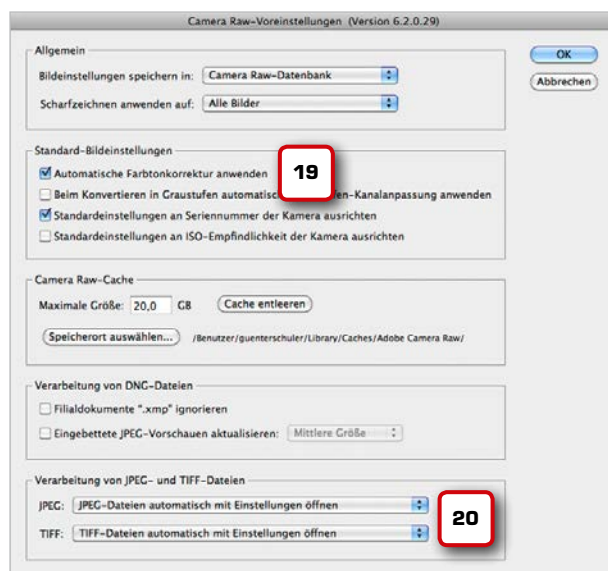 Camera Raw-Voreinstellungen (Version 6.2.0.29)
Allgemein
Bildeinstellungen speichern in: Camera Raw-Datenbank
Scharfzeichnen anwenden auf: Alle Bilder
OK
Abbrechen
Standard-Bildeinstellungen
Automatische Farbtonkorrektur anwenden
19
Beim Konvertieren in Graustufen automatisc fen-Kanalanpassung anwenden
Standardeinstellungen an Seriennummer der Kamera ausrichten
Standardeinstellungen an ISO-Empfindlichkeit der Kamera ausrichten
Camera Raw-Cache
Maximale Größe: 20,0 GB Cache entleeren
Speicherort auswählen... /Benutzer/guenterschuler/Library/Caches/Adobe Camera Raw/
Verarbeitung von DNG-Dateien
Filialdokumente ".xmp" ignorieren
Eingebettete JPEG-Vorschauen aktualisieren: Mittlere Größe
Verarbeitung von JPEG- und TIFF-Dateien
JPEG: JPEG-Dateien automatisch mit Einstellungen öffnen
20
TIFF: TIFF-Dateien automatisch mit Einstellungen öffnen